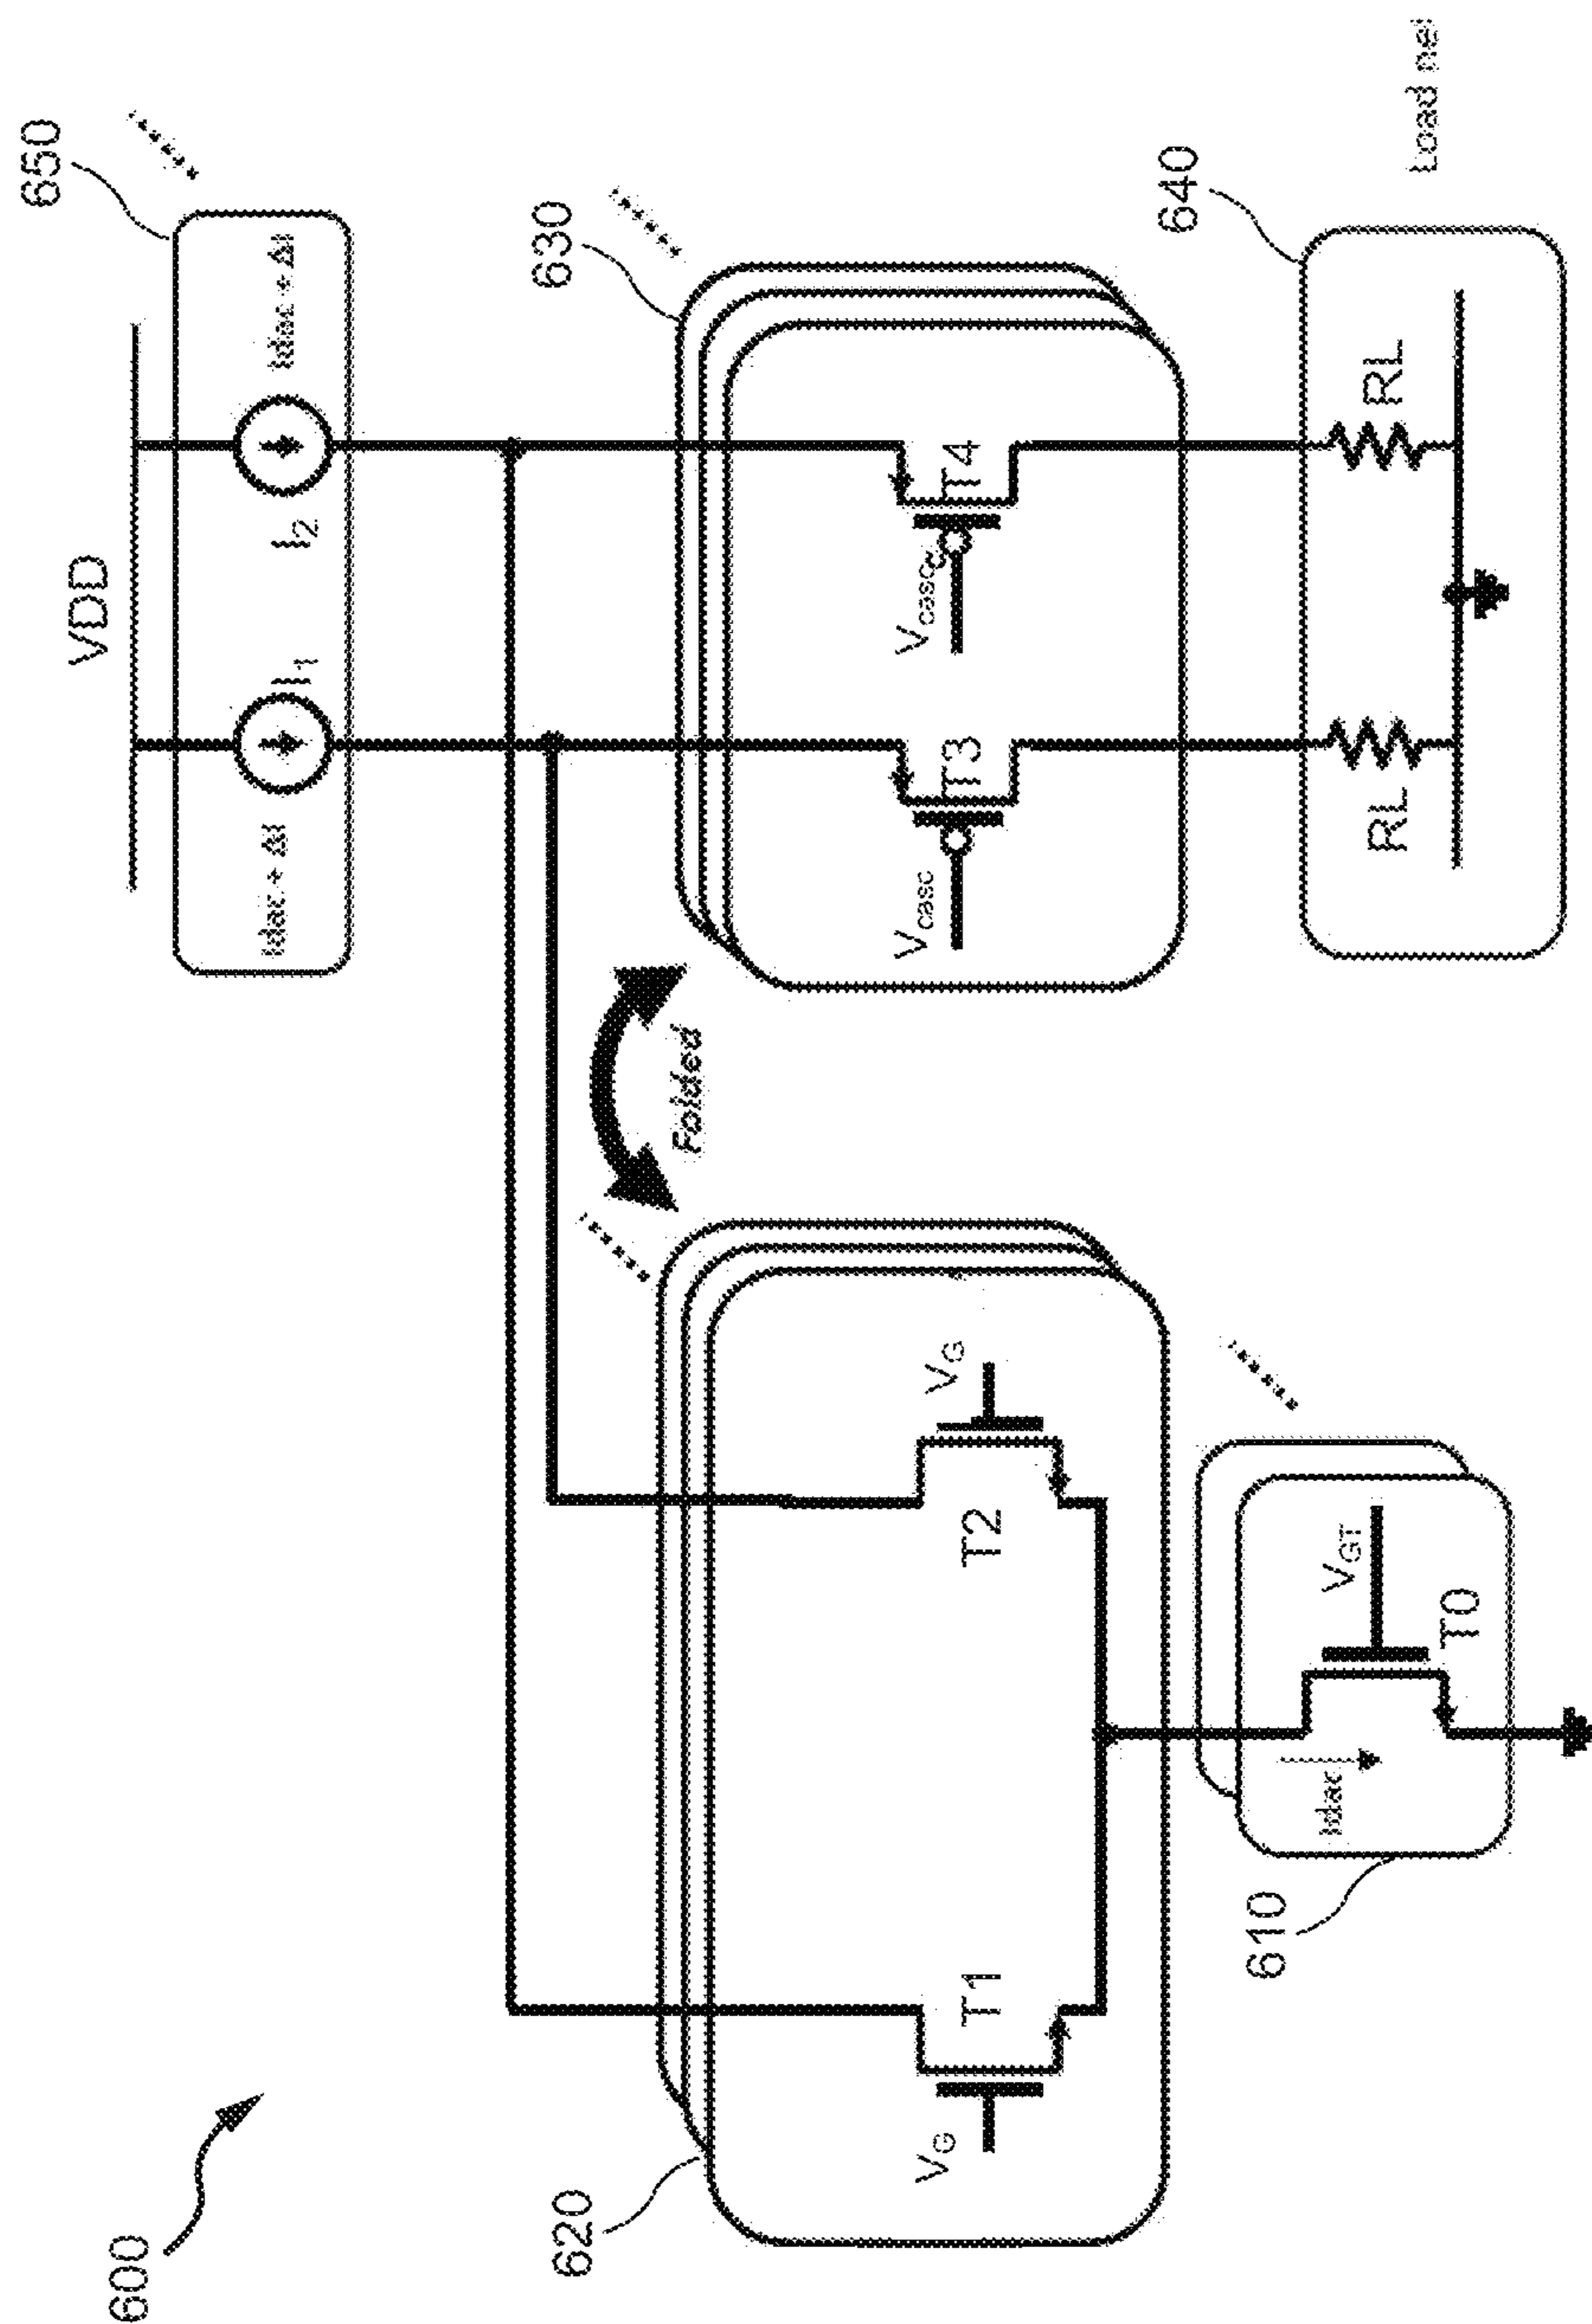 600
VDD
650
Idac + ΔI
I1
I2
Idac + ΔI
620
Folded
630
VG
T1
T2
VG
Vcasc
T3
Vcasc
T4
610
Idac
VGT
T0
640
RL
RL
Load net